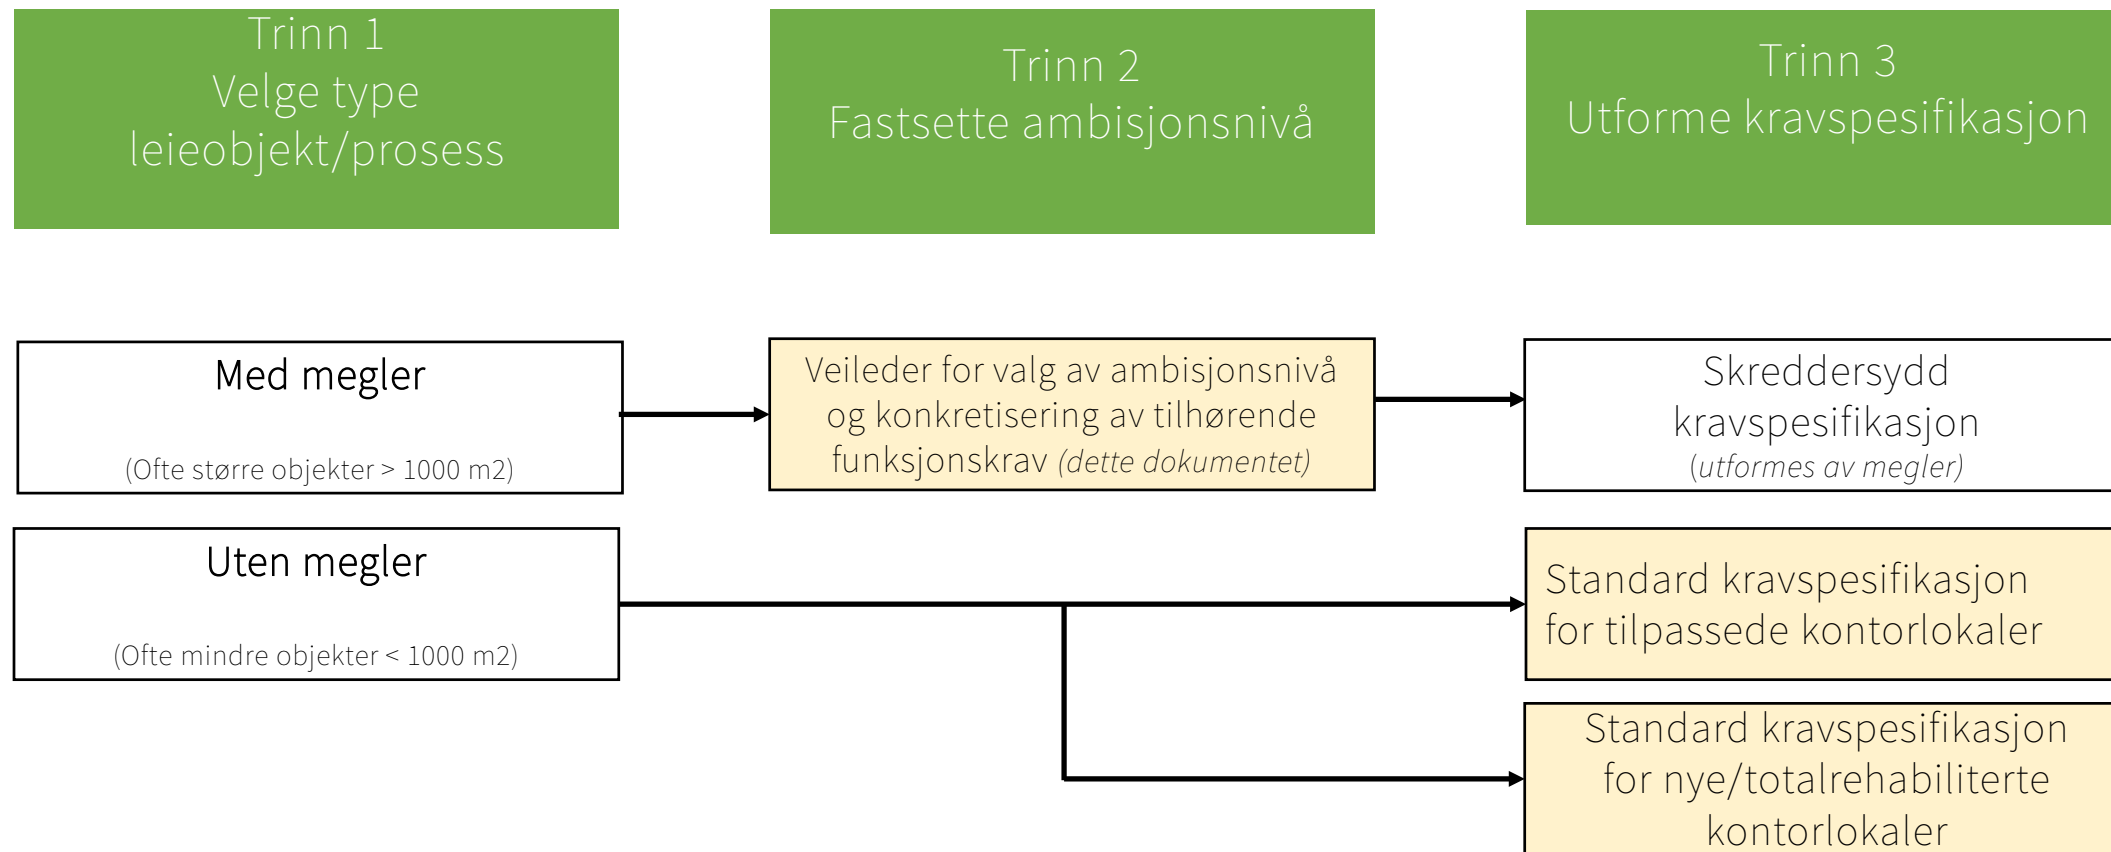 Trinn 1
Velge type
leieobjekt/prosess
Trinn 2
Fastsette ambisjonsnivå
Trinn 3
Utforme kravspesifikasjon
Med megler
(Ofte større objekter > 1000 m2)
Veileder for valg av ambisjonsnivå
og konkretisering av tilhørende
funksjonskrav (dette dokumentet)
Skreddersydd
kravspesifikasjon
(utformes av megler)
Uten megler
(Ofte mindre objekter < 1000 m2)
Standard kravspesifikasjon
for tilpassede kontorlokaler
Standard kravspesifikasjon
for nye/totalrehabiliterte
kontorlokaler